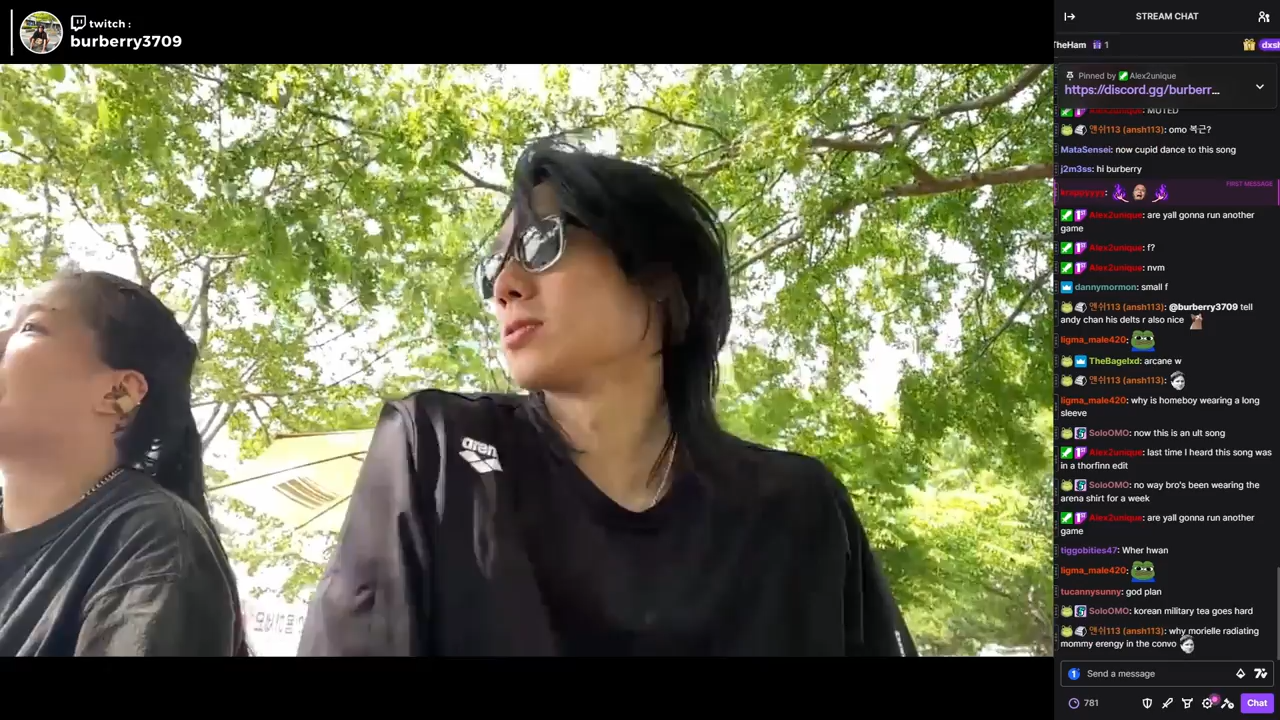 twitch :
burberry3709
arena
STREAM CHAT
TheHam 1
dxsh
Pinned by Alex2unique
https://discord.gg/burberr...
Alex2unique: MUTED
앤쉬113 (ansh113): omo 복근?
MataSensei: now cupid dance to this song
j2m3ss: hi burberry
FIRST MESSAGE
Alex2unique: are yall gonna run another
game
Alex2unique: f?
Alex2unique: nvm
dannymormon: small f
앤쉬113 (ansh113): @burberry3709 tell
andy chan his delts r also nice
ligma_male420:
TheBagelxd: arcane w
앤쉬113 (ansh113):
ligma_male420: why is homeboy wearing a long
sleeve
SoloOMO: now this is an ult song
Alex2unique: last time I heard this song was
in a thorfinn edit
SoloOMO: no way bro's been wearing the
arena shirt for a week
Alex2unique: are yall gonna run another
game
tiggobities47: Wher hwan
ligma_male420:
tucannysunny: god plan
SoloOMO: korean military tea goes hard
앤쉬113 (ansh113): why morielle radiating
mommy erengy in the convo
Send a message
781
Chat